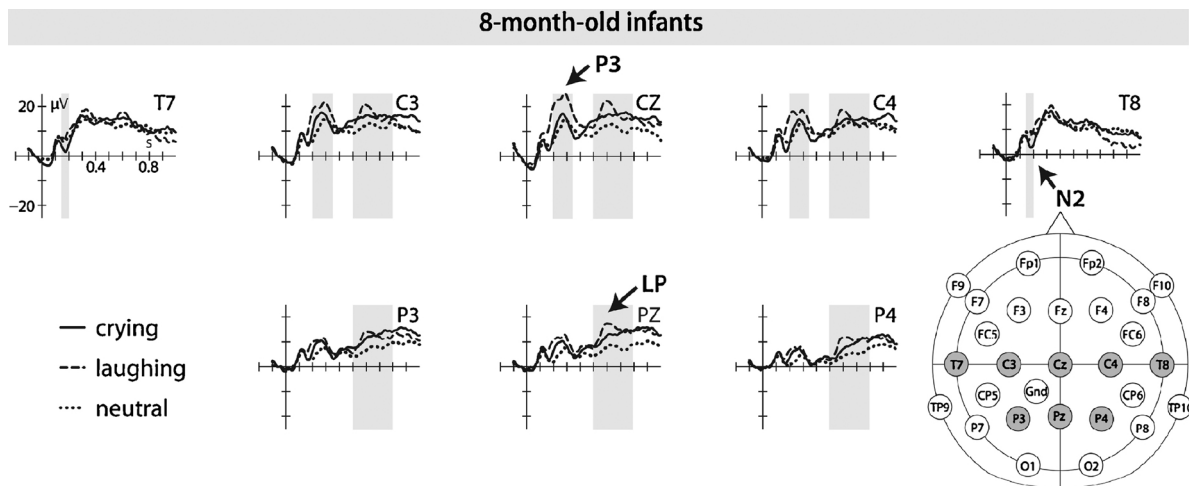 8-month-old infants
P3
20 μV T7
C3
CZ
C4
T8
s
0.4 0.8
−20
N2
LP
P3
PZ
P4
crying
laughing
neutral
Fp1 Fp2
F9 F10
F7 F3 Fz F4 F8
FC5 FC6
T7 C3 Cz C4 T8
Gnd
CP5 CP6
TP9 TP10
P7 P3 Pz P4 P8
O1 O2